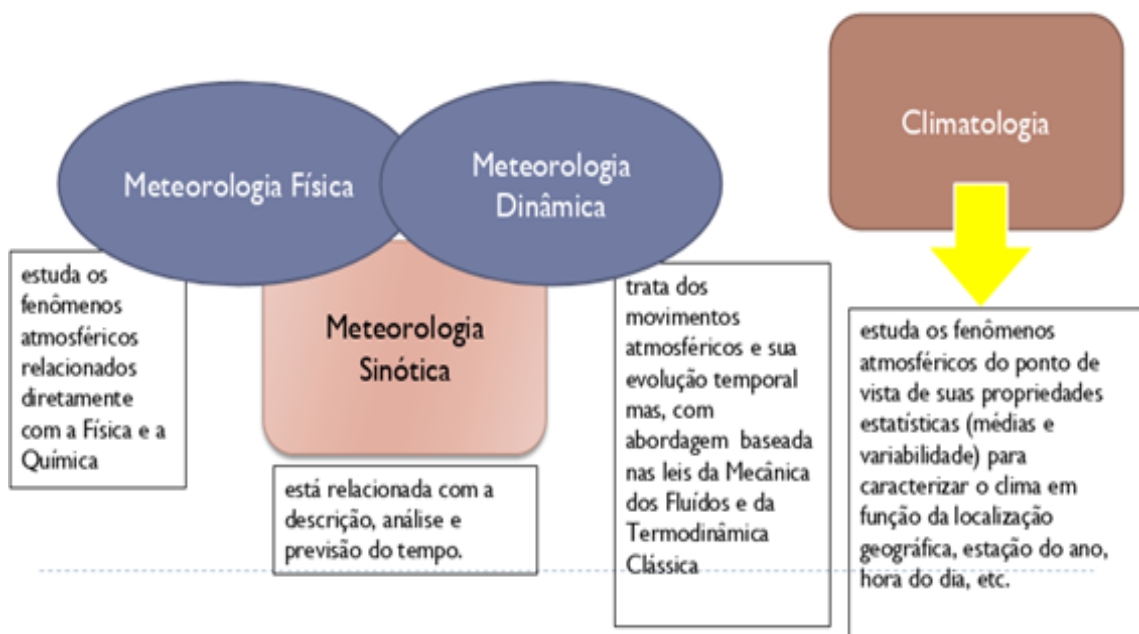 Meteorologia Física
estuda os
fenômenos
atmosféricos
relacionados
diretamente
com a Física e a
Química
Meteorologia
Sinótica
está relacionada com a
descrição, análise e
previsão do tempo.
Meteorologia
Dinâmica
trata dos
movimentos
atmosféricos e sua
evolução temporal
mas, com
abordagem baseada
nas leis da Mecânica
dos Fluídos e da
Termodinâmica
Clássica
Climatologia
estuda os fenômenos
atmosféricos do ponto de
vista de suas propriedades
estatísticas (médias e
variabilidade) para
caracterizar o clima em
função da localização
geográfica, estação do ano,
hora do dia, etc.